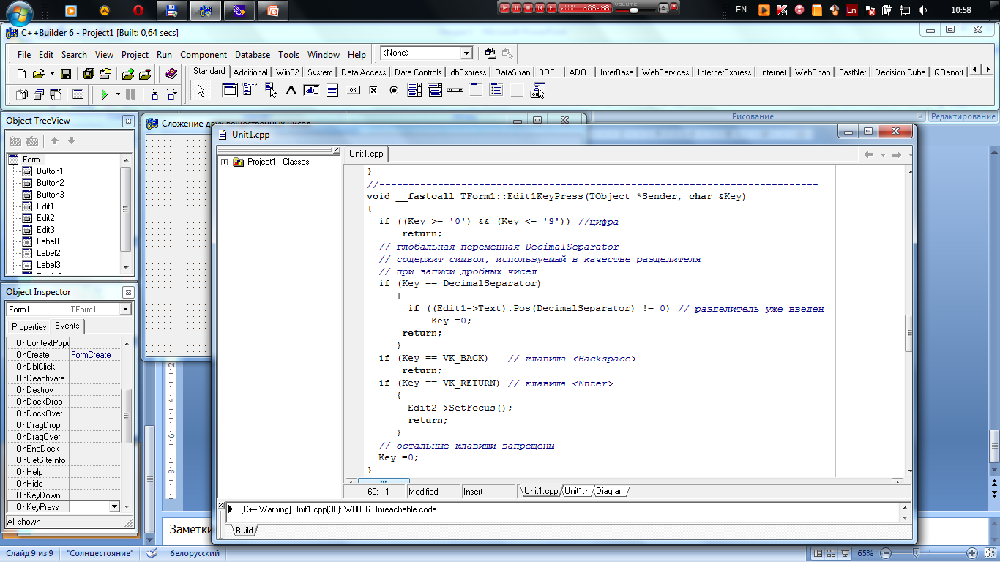 EN
-05:48
VOLUME
En
10:58
C++Builder 6 - Project1 [Built: 0,64 secs]
File Edit Search View Project Run Component Database Tools Window Help
<None>
Standard Additional Win32 System Data Access Data Controls dbExpress DataSnap BDE ADO InterBase WebServices InternetExpress Internet WebSnap FastNet Decision Cube QReport
Рисование
Редактирование
Object TreeView
Form1
Button1
Button2
Button3
Edit1
Edit2
Edit3
Label1
Label2
Label3
Object Inspector
Form1 TForm1
Properties Events
OnContextPopu
OnCreate FormCreate
OnDblClick
OnDeactivate
OnDestroy
OnDockDrop
OnDockOver
OnDragDrop
OnDragOver
OnEndDock
OnGetSiteInfo
OnHelp
OnHide
OnKeyDown
OnKeyPress
All shown
Сложение двух вещественных чисел
Unit1.cpp
Project1 - Classes
Unit1.cpp
}
//---------------------------------------------------------------------------
void __fastcall TForm1::Edit1KeyPress(TObject *Sender, char &Key)
{
if ((Key >= '0') && (Key <= '9')) //цифра
return;
// глобальная переменная DecimalSeparator
// содержит символ, используемый в качестве разделителя
// при записи дробных чисел
if (Key == DecimalSeparator)
{
if ((Edit1->Text).Pos(DecimalSeparator) != 0) // разделитель уже введен
Key =0;
return;
}
if (Key == VK_BACK) // клавиша <Backspace>
return;
if (Key == VK_RETURN) // клавиша <Enter>
{
Edit2->SetFocus();
return;
}
// остальные клавиши запрещены
Key =0;
}
60: 1 Modified Insert Unit1.cpp Unit1.h Diagram
[C++ Warning] Unit1.cpp(38): W8066 Unreachable code
Build
2
4
6
8
Заметки
Слайд 9 из 9 "Солнцестояние" белорусский 65%